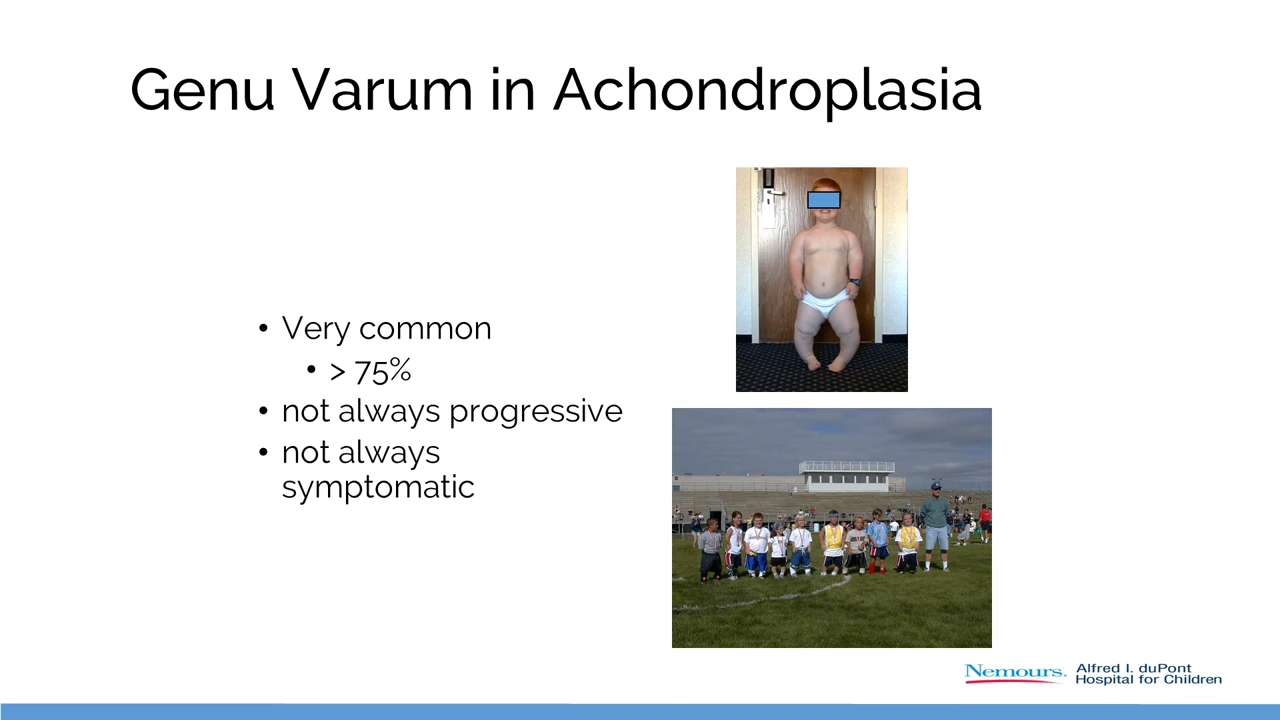 Genu Varum in Achondroplasia
• Very common
• > 75%
• not always progressive
• not always
symptomatic
Nemours. Alfred I. duPont
Hospital for Children